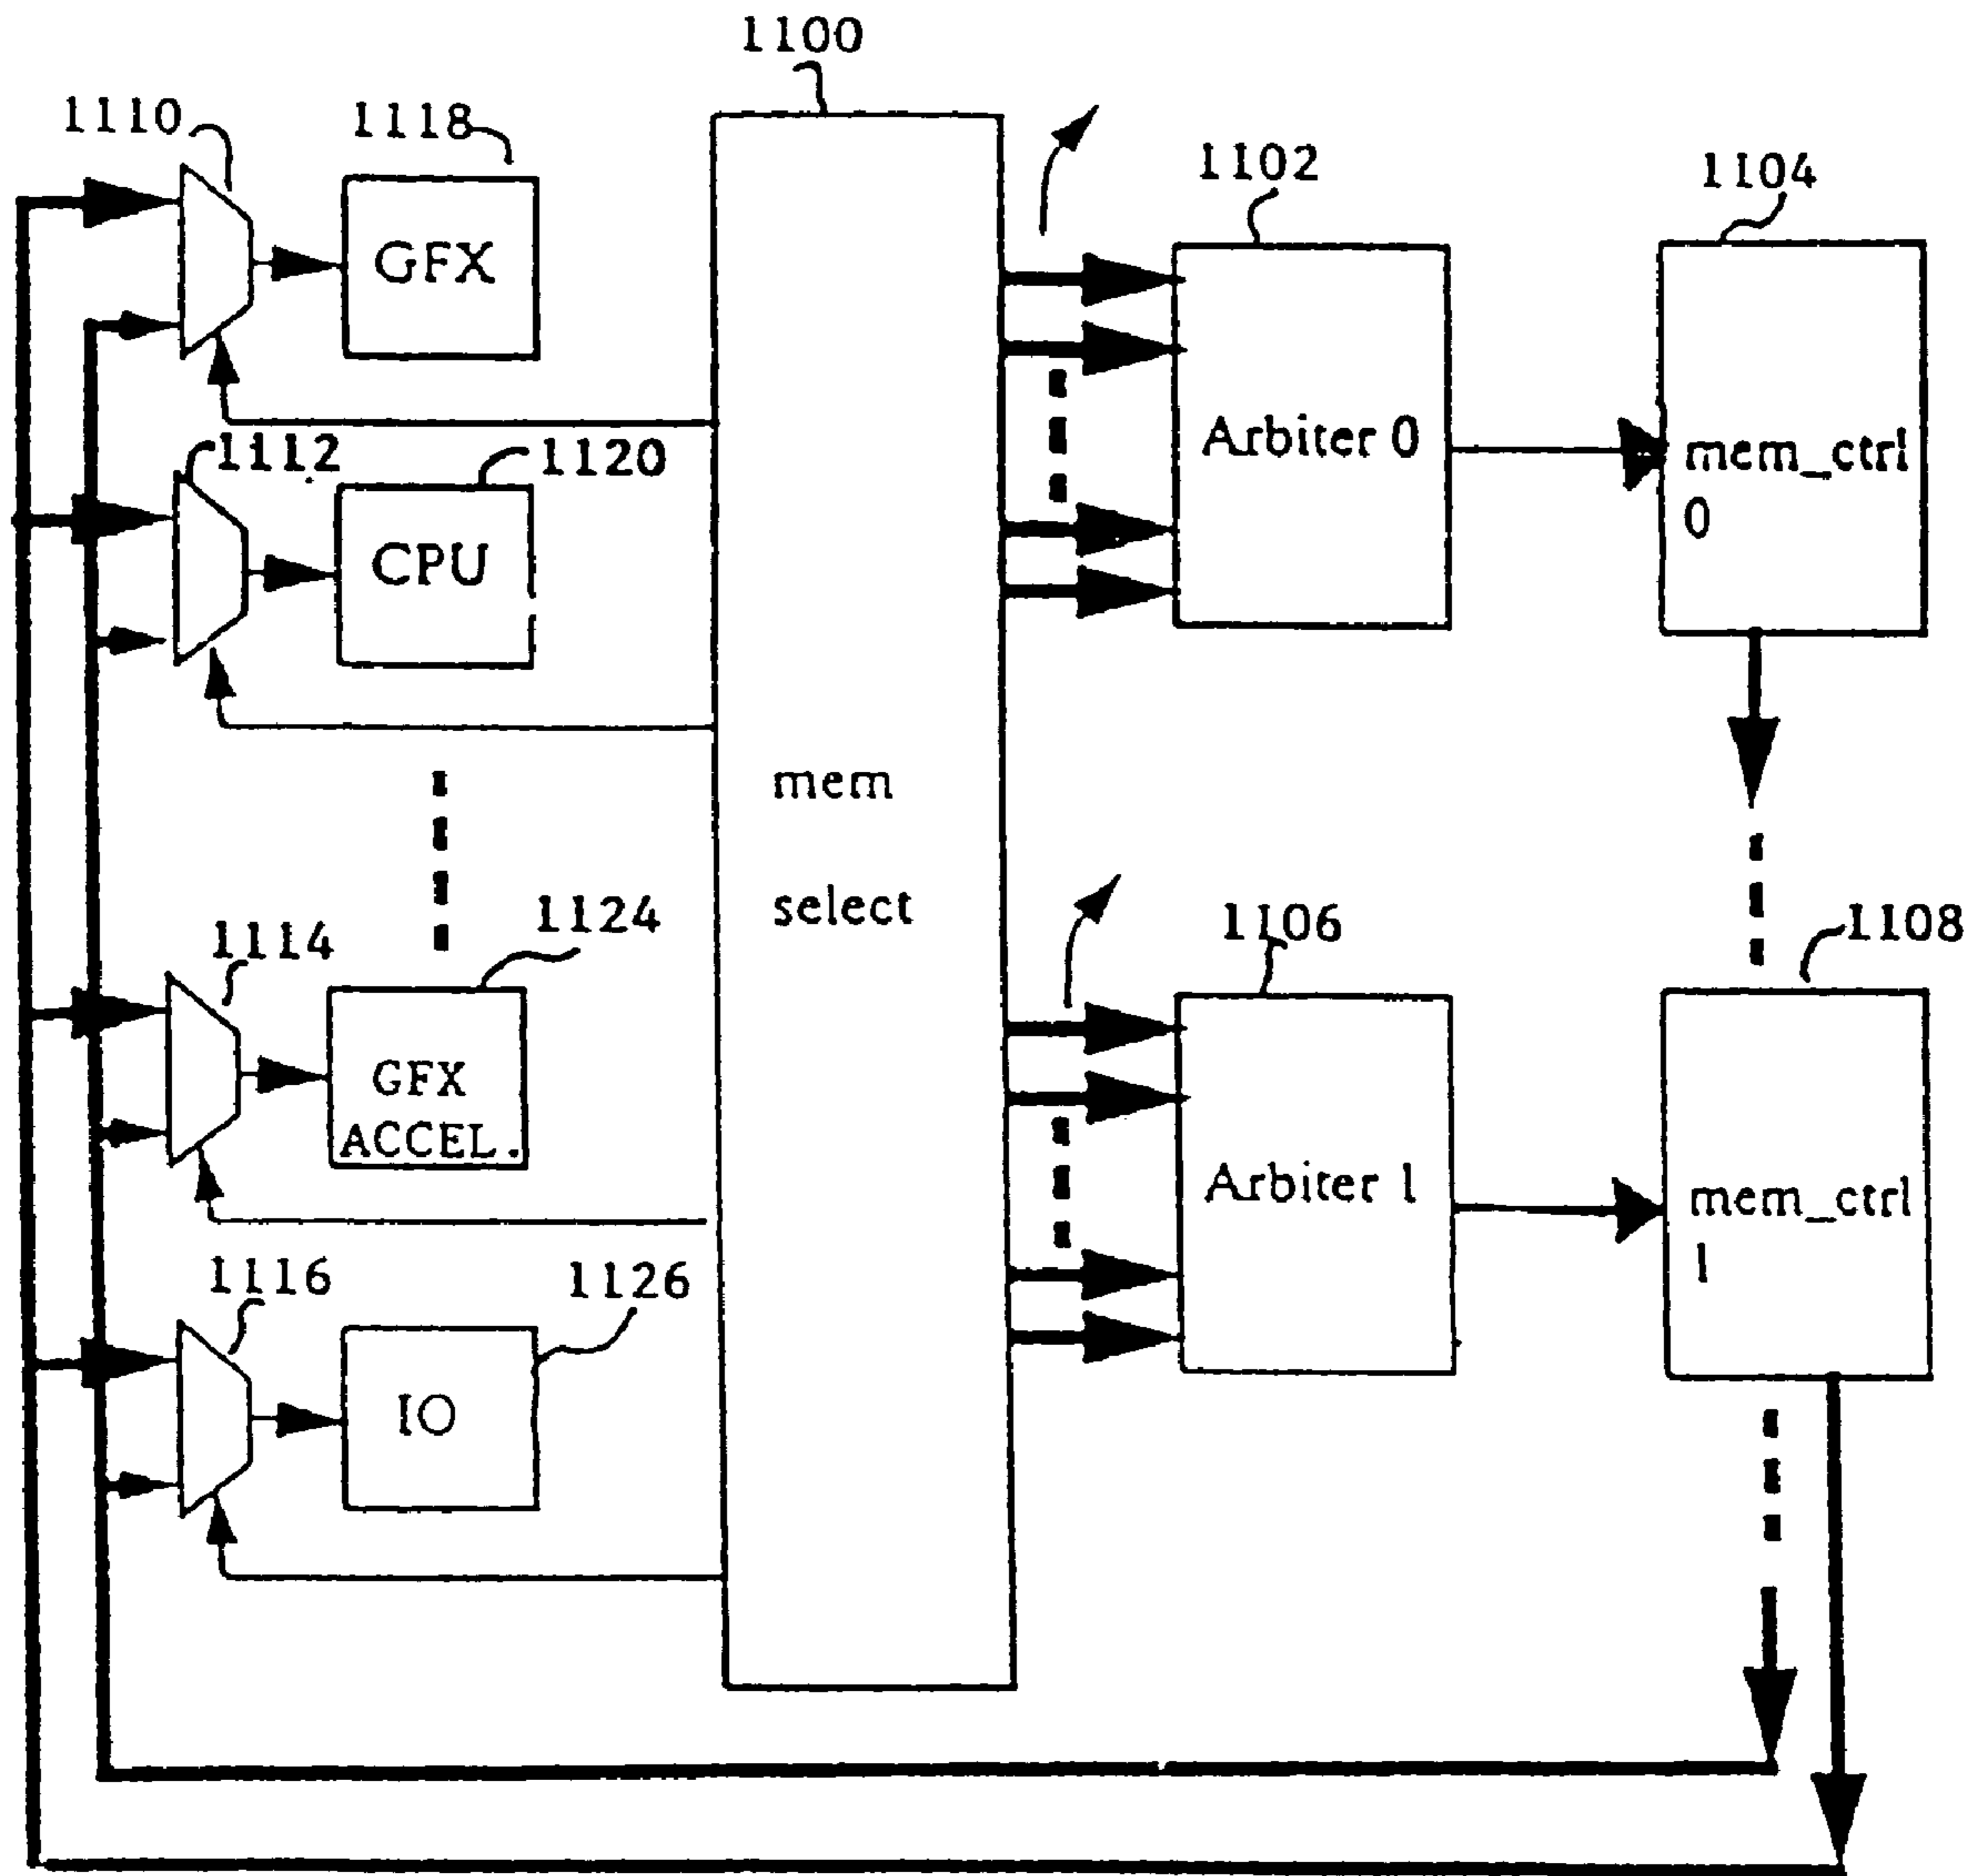 1100
1110
1118
1102
1104
GFX
1112
1120
Arbiter 0
mem_ctrl
0
CPU
mem
select
1124
1114
1106
1108
GFX
ACCEL.
Arbiter 1
mem_ctrl
1
1116
1126
IO